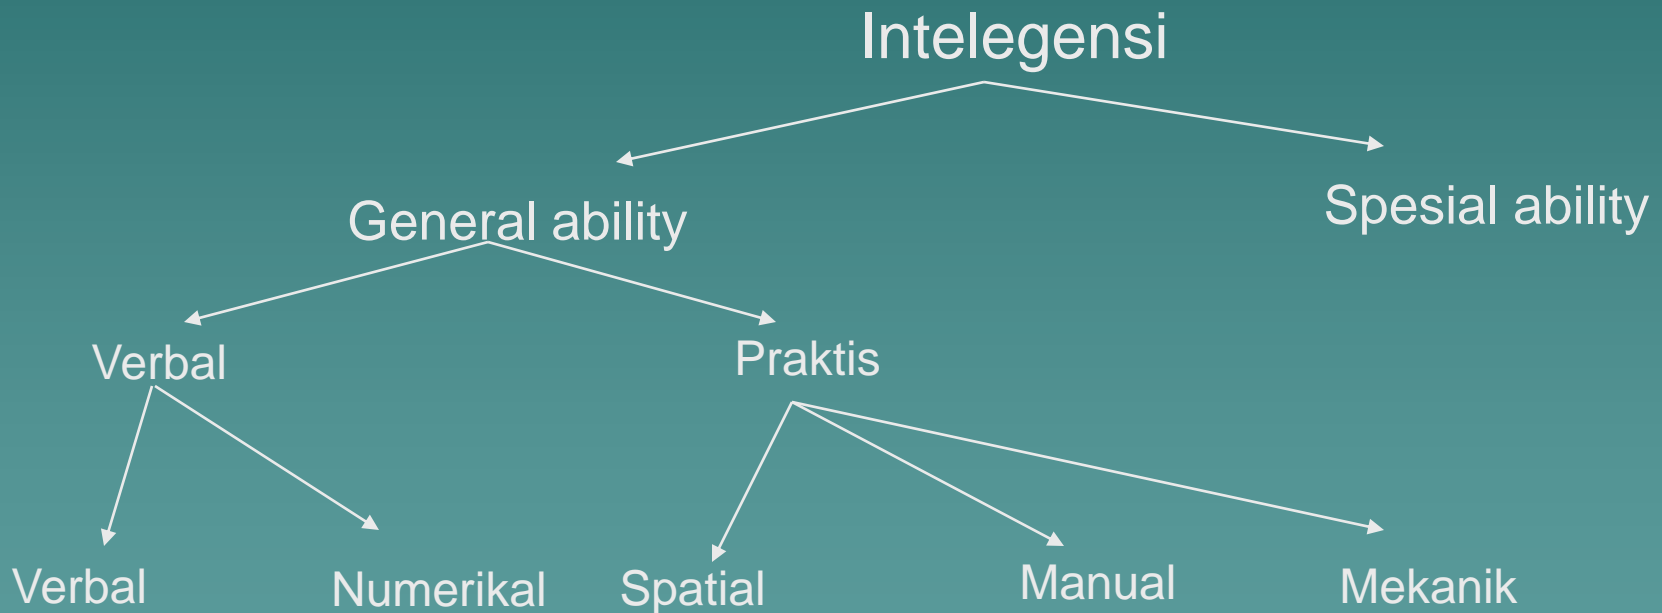 Intelegensi
General ability
Spesial ability
Verbal
Praktis
Verbal
Numerikal
Spatial
Manual
Mekanik